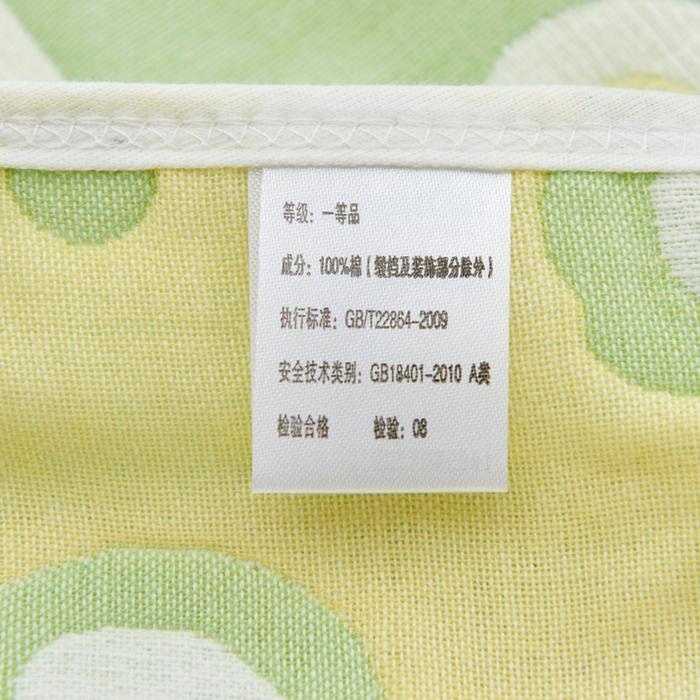 等级：一等品
成分：100%棉（缎档及装饰部分除外）
执行标准：GB/T22864-2009
安全技术类别：GB18401-2010 A类
检验合格 检验：08